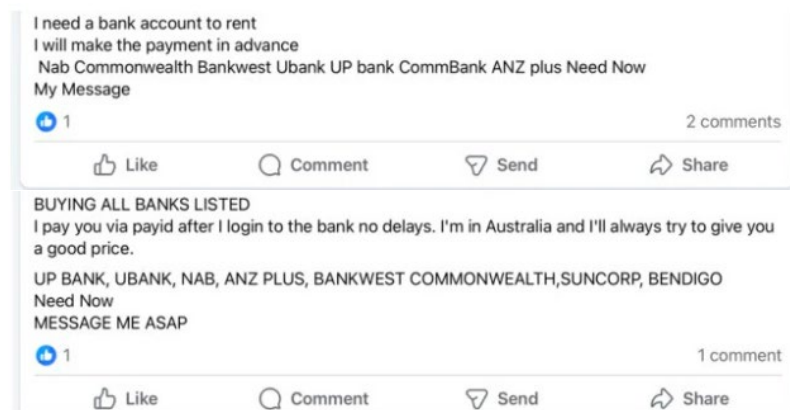 I need a bank account to rent
I will make the payment in advance
Nab Commonwealth Bankwest Ubank UP bank CommBank ANZ plus Need Now
My Message
1
2 comments
Like
Comment
Send
Share
BUYING ALL BANKS LISTED
I pay you via payid after I login to the bank no delays. I'm in Australia and I'll always try to give you
a good price.
UP BANK, UBANK, NAB, ANZ PLUS, BANKWEST COMMONWEALTH,SUNCORP, BENDIGO
Need Now
MESSAGE ME ASAP
1
1 comment
Like
Comment
Send
Share